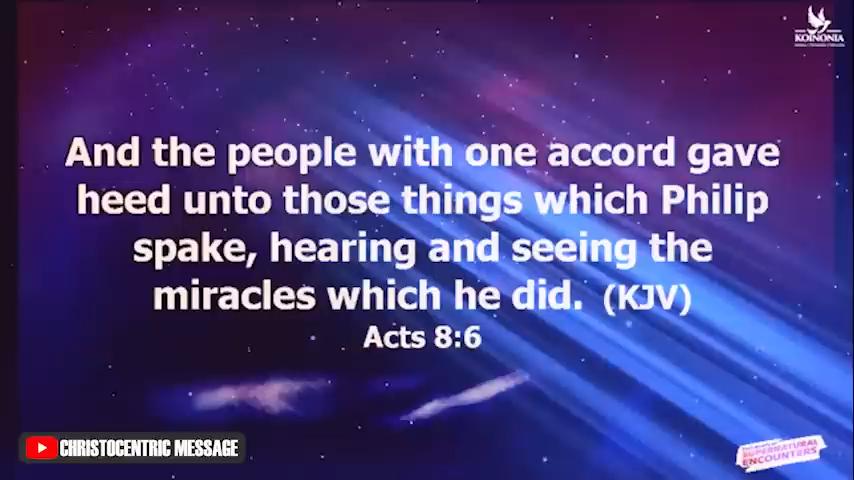 KOINONIA
And the people with one accord gave
heed unto those things which Philip
spake, hearing and seeing the
miracles which he did. (KJV)
Acts 8:6
CHRISTOCENTRIC MESSAGE
SUPERNATURAL
ENCOUNTERS